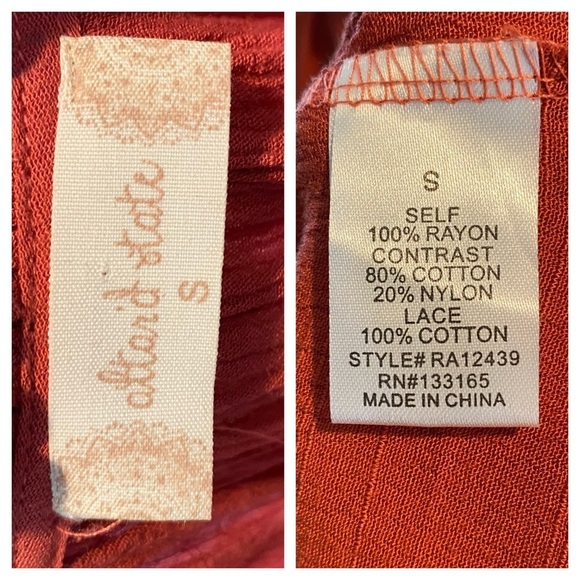 alter'd state
S
S
SELF
100% RAYON
CONTRAST
80% COTTON
20% NYLON
LACE
100% COTTON
STYLE# RA12439
RN#133165
MADE IN CHINA